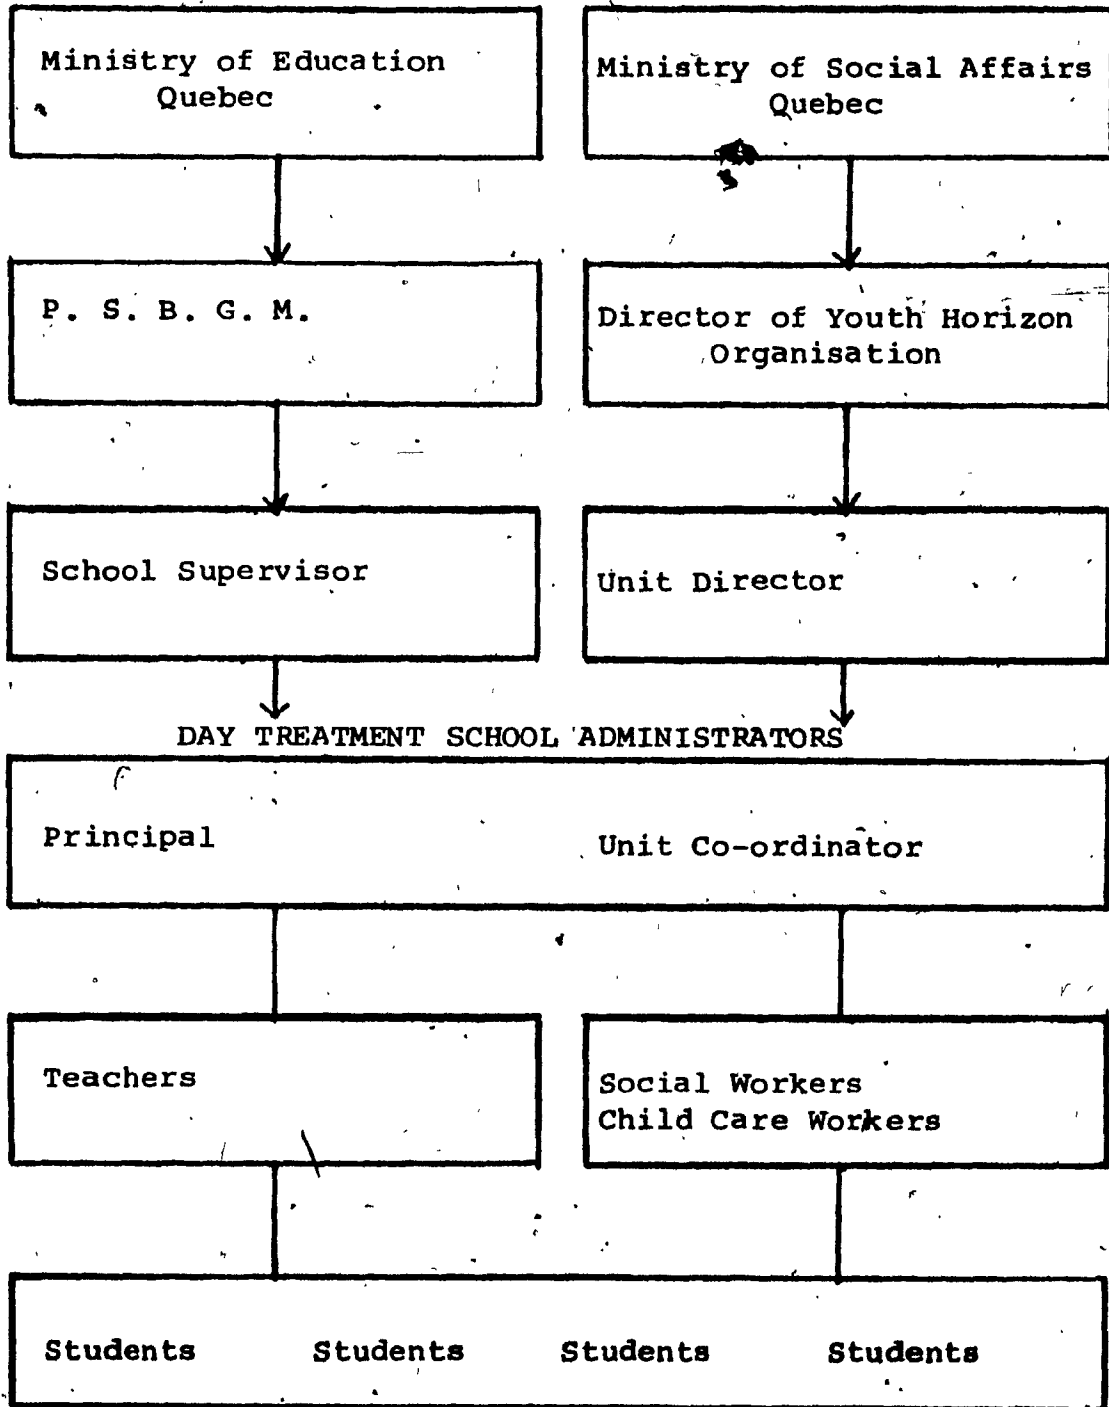 Ministry of Education
Quebec
Ministry of Social Affairs
Quebec
P. S. B. G. M.
Director of Youth Horizon
Organisation
School Supervisor
Unit Director
DAY TREATMENT SCHOOL ADMINISTRATORS
Principal
Unit Co-ordinator
Teachers
Social Workers
Child Care Workers
Students Students Students Students